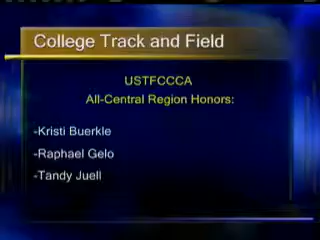 College Track and Field
USTFCCCA
All-Central Region Honors:
-Kristi Buerkle
-Raphael Gelo
-Tandy Juell